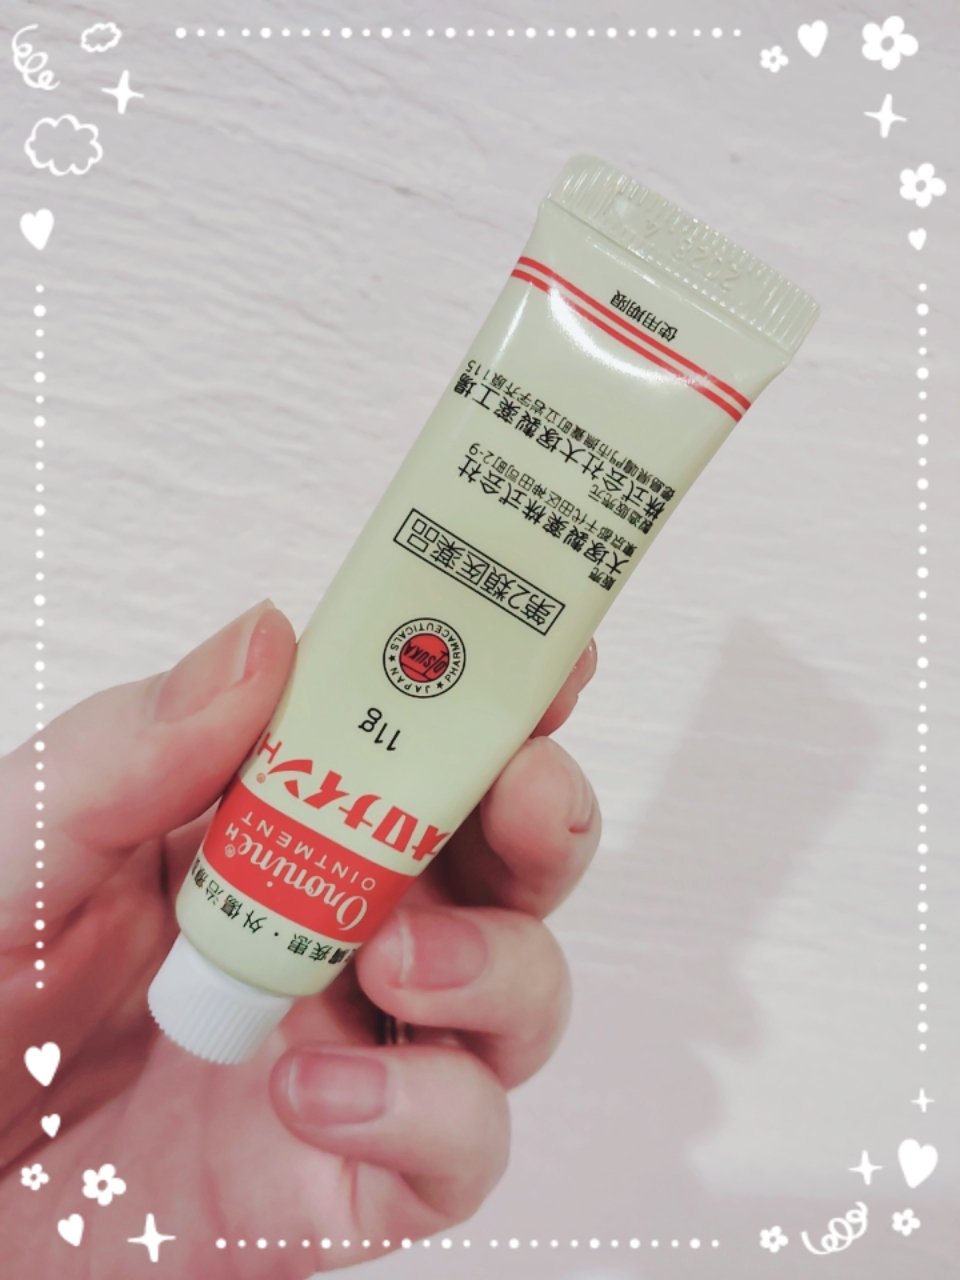 膚疾患・外傷治療
Oronine H®
OINTMENT
オロナインH®
11g
JAPAN ★ PHARMACEUTICALS ★
OTSUKA
第2類医薬品
販売
大塚製薬株式会社
東京都千代田区神田司町2-9
製造販売元
株式会社大塚製薬工場
徳島県鳴門市撫養町立岩字芥原115
使用期限